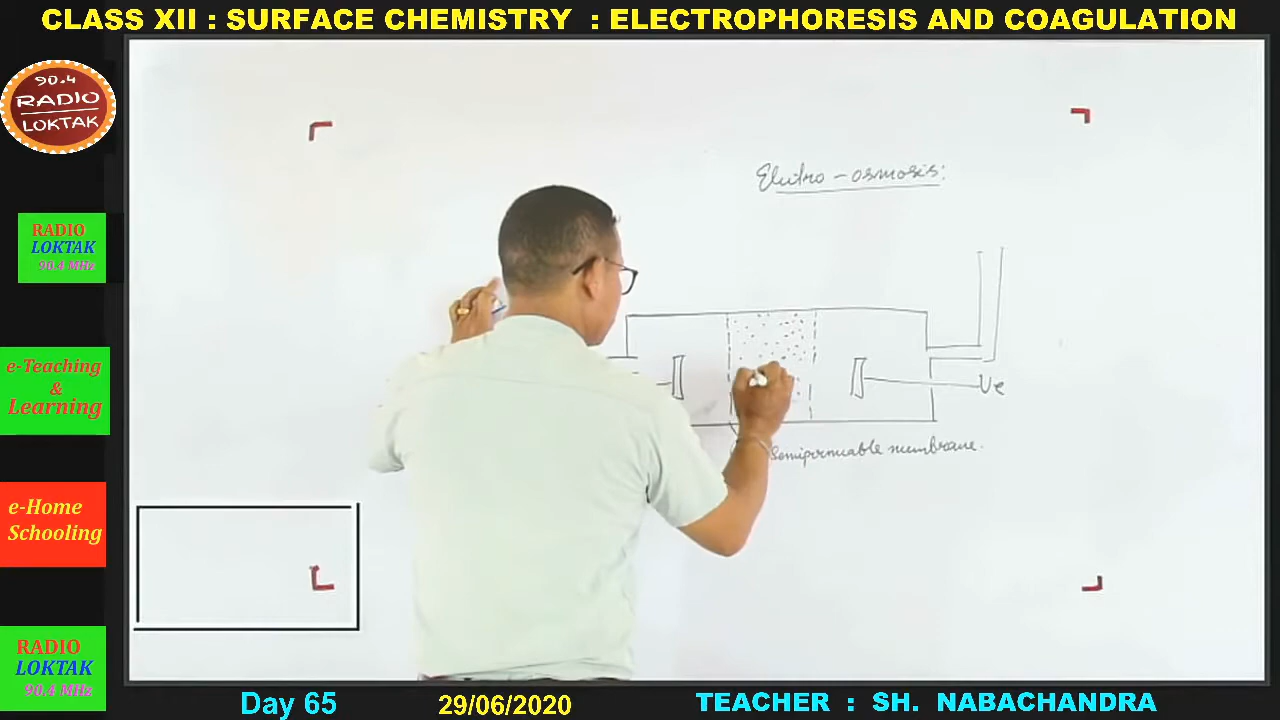 CLASS XII : SURFACE CHEMISTRY : ELECTROPHORESIS AND COAGULATION
90.4
RADIO
LOKTAK
Electro-osmosis:
RADIO
LOKTAK
90.4 MHz
e-Teaching
&
Learning
Ve
Semipermeable membrane.
e-Home
Schooling
RADIO
LOKTAK
90.4 MHz
Day 65
29/06/2020
TEACHER : SH. NABACHANDRA